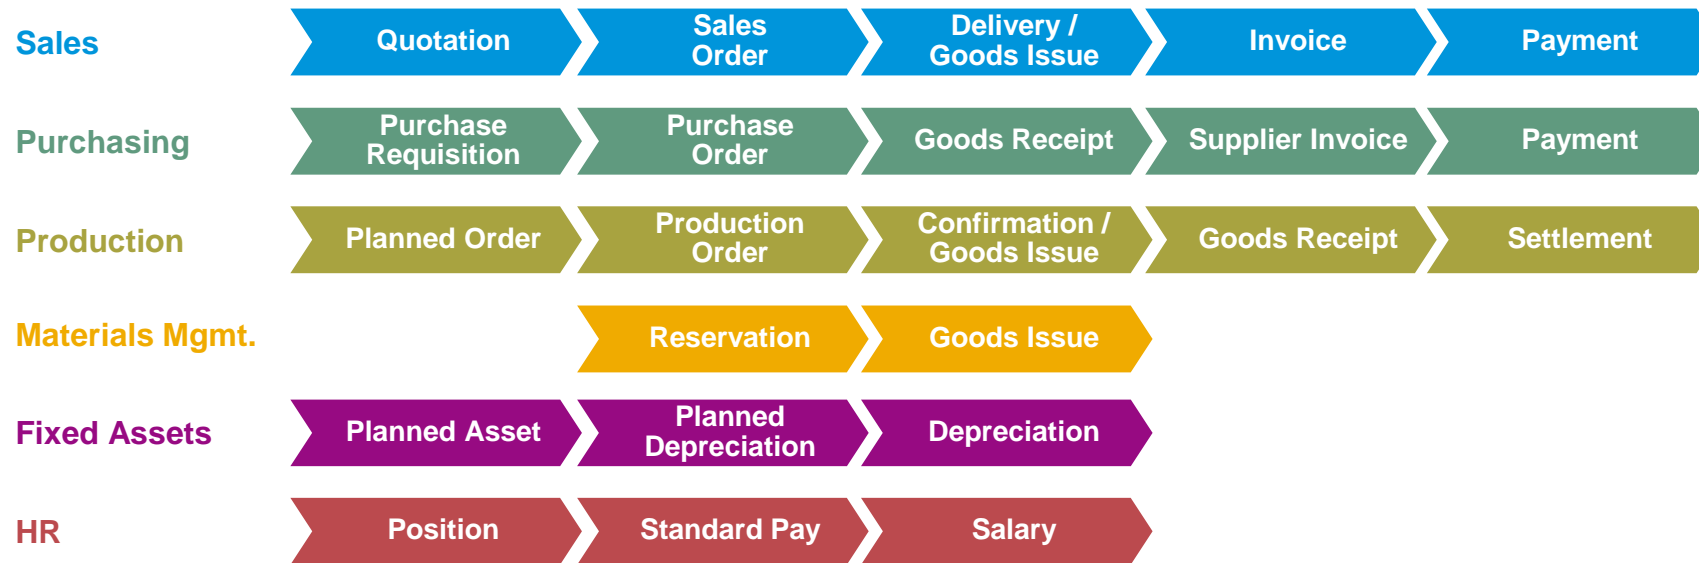 Sales
Quotation
Sales
Order
Delivery /
Goods Issue
Invoice
Payment
Purchasing
Purchase
Requisition
Purchase
Order
Goods Receipt
Supplier Invoice
Payment
Production
Planned Order
Production
Order
Confirmation /
Goods Issue
Goods Receipt
Settlement
Materials Mgmt.
Reservation
Goods Issue
Fixed Assets
Planned Asset
Planned
Depreciation
Depreciation
HR
Position
Standard Pay
Salary